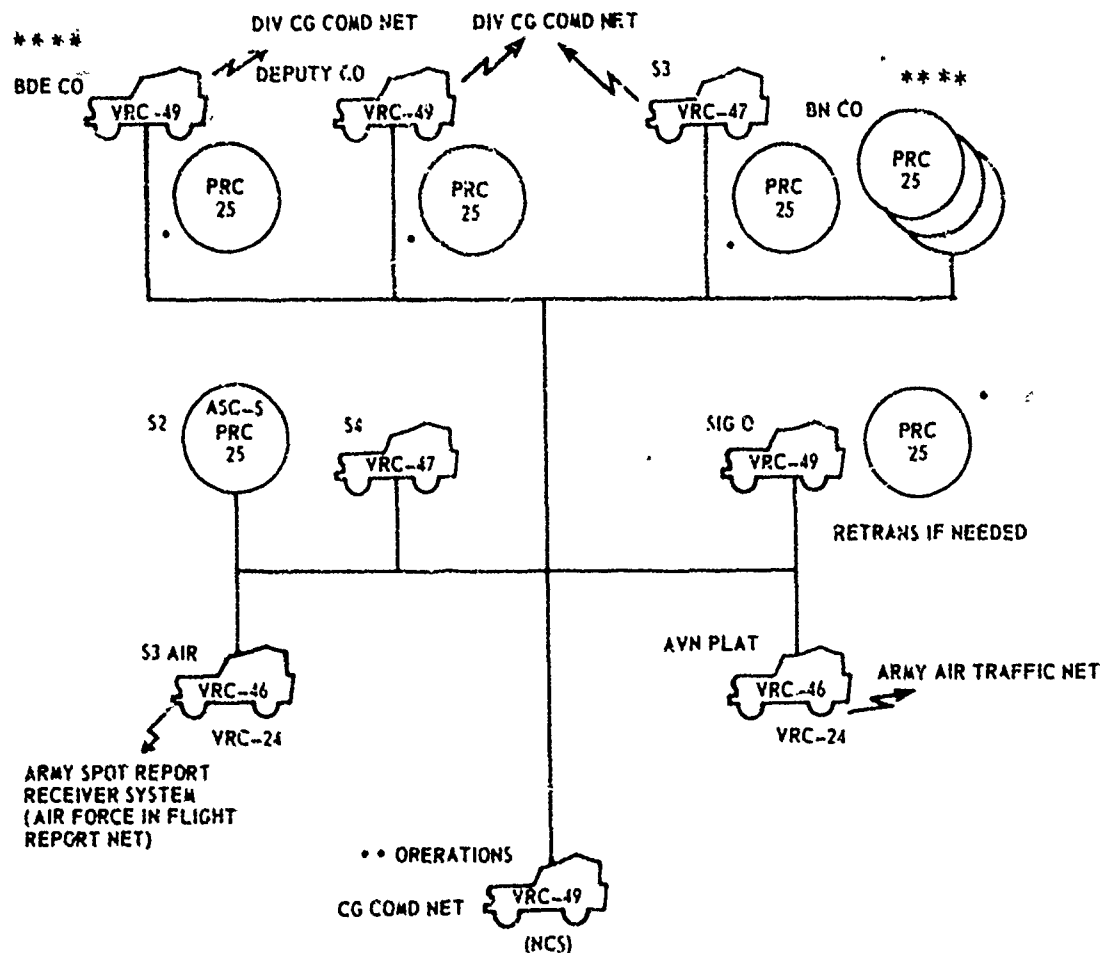 DIV CG COMD NET
DIV CG COMD NET
****
BDE CO
DEPUTY CO
S3
****
BN CO
VRC-49
VRC-49
VRC-47
PRC
25
PRC
25
PRC
25
PRC
25
S2
ASC-5
PRC
25
S4
VRC-47
SIG O
VRC-49
PRC
25
RETRANS IF NEEDED
S3 AIR
VRC-46
VRC-24
AVN PLAT
VRC-46
VRC-24
ARMY AIR TRAFFIC NET
ARMY SPOT REPORT
RECEIVER SYSTEM
(AIR FORCE IN FLIGHT
REPORT NET)
•• ORERATIONS
CG COMD NET
VRC-49
(NCS)